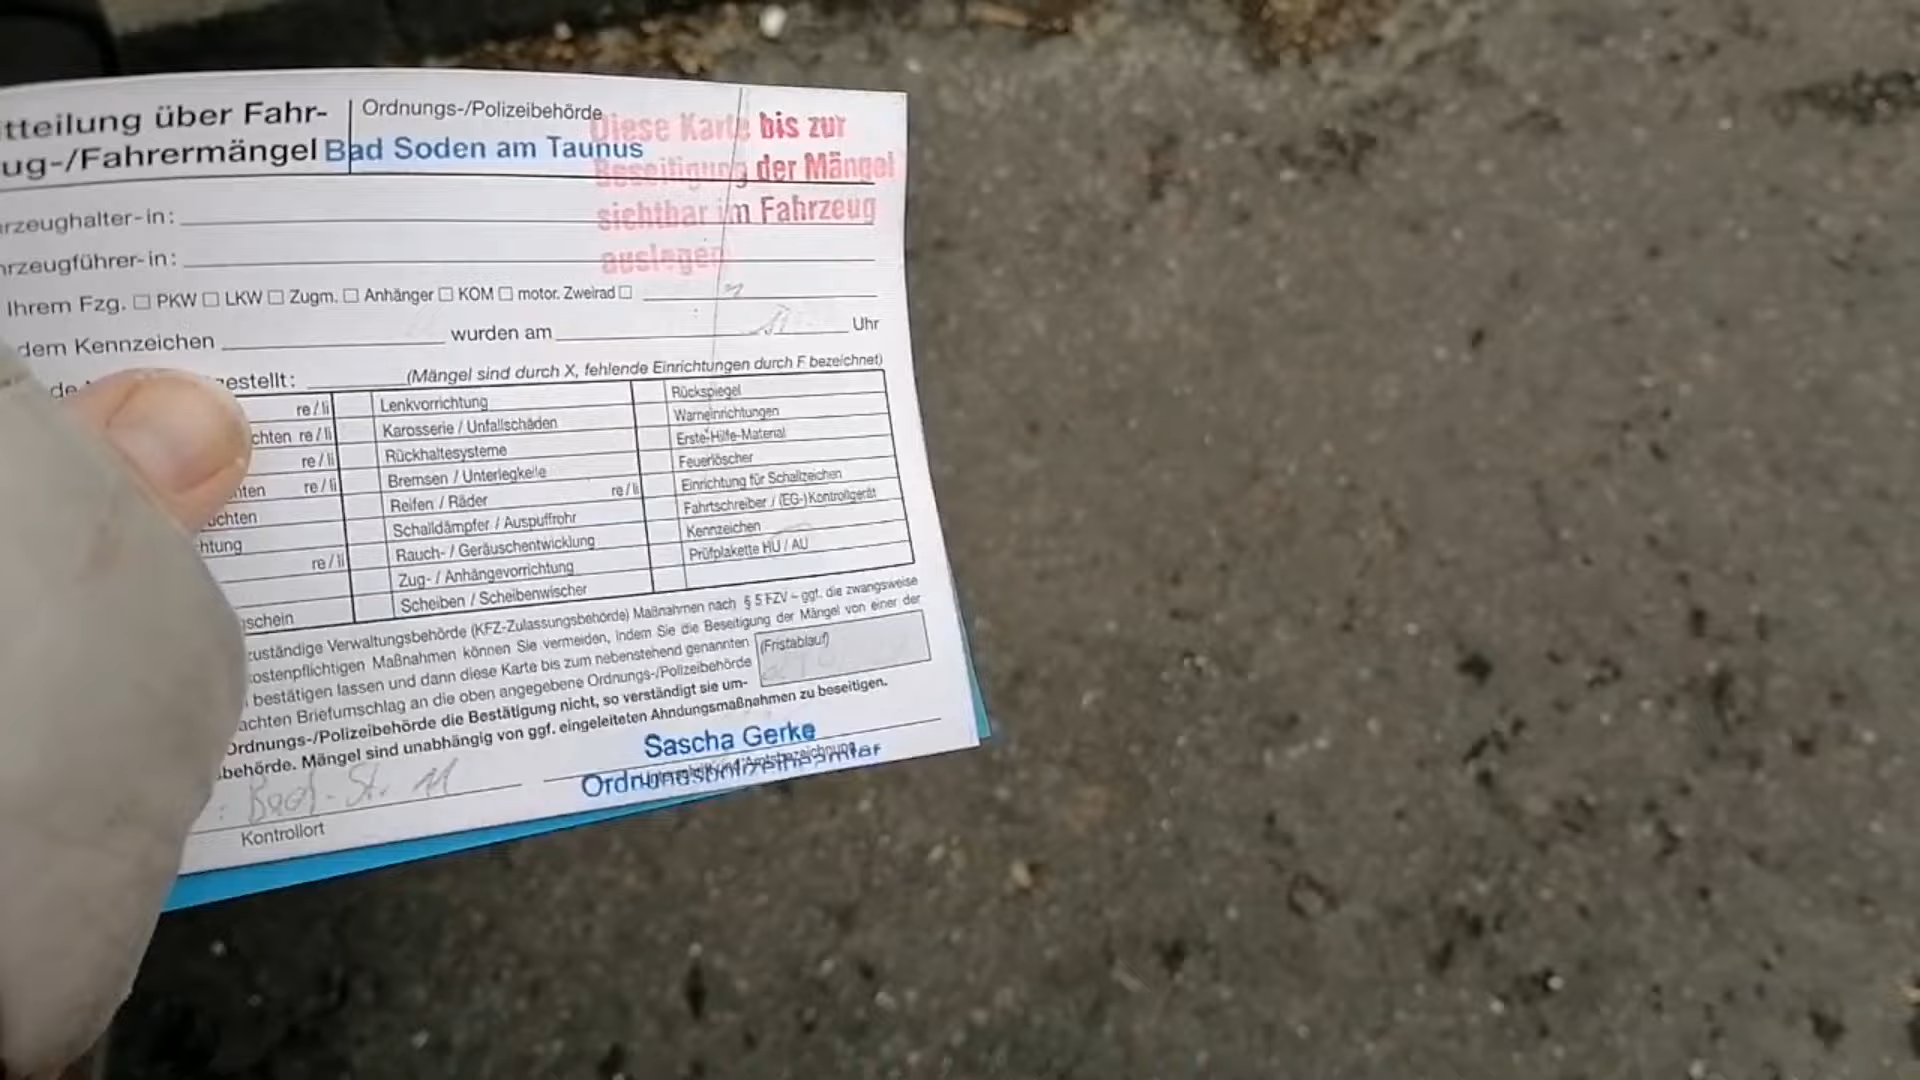 tteilung über Fahr-
ug-/Fahrermängel
Ordnungs-/Polizeibehörde
Bad Soden am Taunus
Diese Karte bis zur
Beseitigung der Mängel
sichtbar im Fahrzeug
auslegen
rzeughalter-in:
rzeugführer-in:
Ihrem Fzg. □ PKW □ LKW □ Zugm. □ Anhänger □ KOM □ motor. Zweirad □
dem Kennzeichen wurden am Uhr
de estellt: (Mängel sind durch X, fehlende Einrichtungen durch F bezeichnet)
re/li Lenkvorrichtung Rückspiegel
chten re/li Karosserie / Unfallschäden Warneinrichtungen
re/li Rückhaltesysteme Erste-Hilfe-Material
hten re/li Bremsen / Unterlegkeile Feuerlöscher
uchten Reifen / Räder re/li Einrichtung für Schallzeichen
htung Schalldämpfer / Auspuffrohr Fahrtschreiber / (EG-) Kontrollgerät
re/li Rauch- / Geräuschentwicklung Kennzeichen
Zug- / Anhängevorrichtung Prüfplakette HU / AU
schein Scheiben / Scheibenwischer
zuständige Verwaltungsbehörde (KFZ-Zulassungsbehörde) Maßnahmen nach § 5 FZV – ggf. die zwangsweise
ostenpflichtigen Maßnahmen können Sie vermeiden, indem Sie die Beseitigung der Mängel von einer der
bestätigen lassen und dann diese Karte bis zum nebenstehend genannten
(Fristablauf)
achten Briefumschlag an die oben angegebene Ordnungs-/Polizeibehörde
Ordnungs-/Polizeibehörde die Bestätigung nicht, so verständigt sie um-
behörde. Mängel sind unabhängig von ggf. eingeleiteten Ahndungsmaßnahmen zu beseitigen.
Sascha Gerke
Ordnungspolizeibeamter
St. 11
Kontrollort